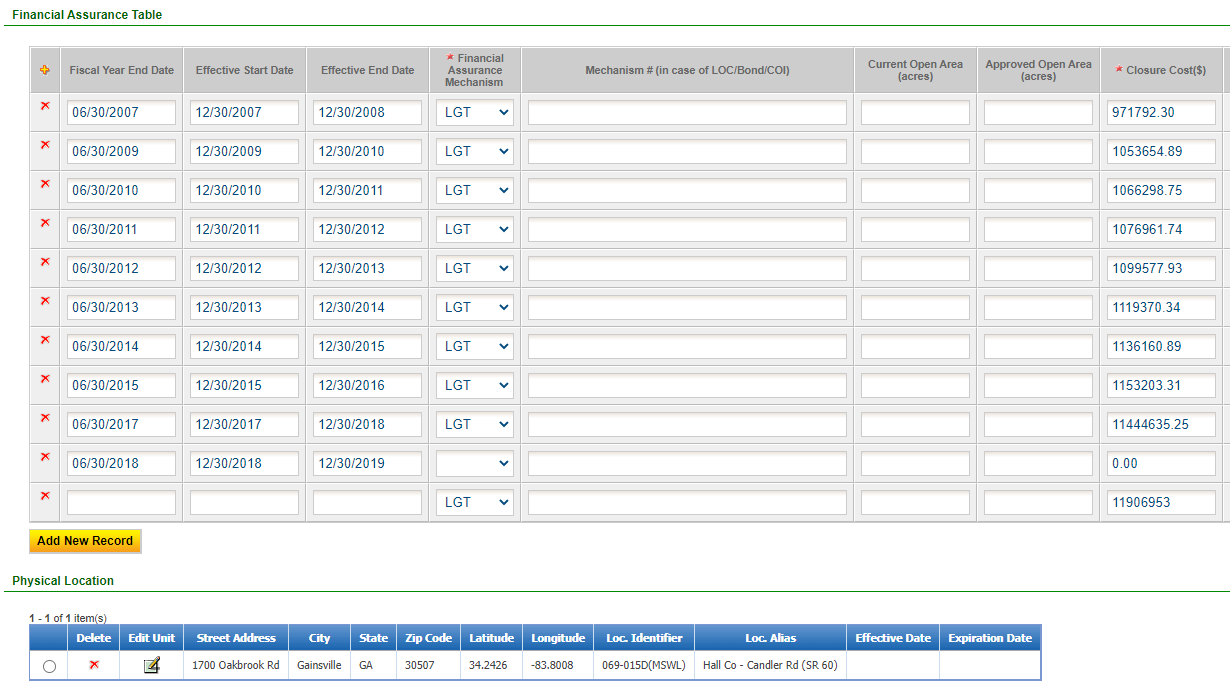 Financial Assurance Table
Fiscal Year End Date Effective Start Date Effective End Date * Financial Assurance Mechanism Mechanism # (in case of LOC/Bond/COI) Current Open Area (acres) Approved Open Area (acres) * Closure Cost($)
06/30/2007 12/30/2007 12/30/2008 LGT 971792.30
06/30/2009 12/30/2009 12/30/2010 LGT 1053654.89
06/30/2010 12/30/2010 12/30/2011 LGT 1066298.75
06/30/2011 12/30/2011 12/30/2012 LGT 1076961.74
06/30/2012 12/30/2012 12/30/2013 LGT 1099577.93
06/30/2013 12/30/2013 12/30/2014 LGT 1119370.34
06/30/2014 12/30/2014 12/30/2015 LGT 1136160.89
06/30/2015 12/30/2015 12/30/2016 LGT 1153203.31
06/30/2017 12/30/2017 12/30/2018 LGT 11444635.25
06/30/2018 12/30/2018 12/30/2019 0.00
LGT 11906953
Add New Record
Physical Location
1 - 1 of 1 item(s)
Delete Edit Unit Street Address City State Zip Code Latitude Longitude Loc. Identifier Loc. Alias Effective Date Expiration Date
1700 Oakbrook Rd Gainsville GA 30507 34.2426 -83.8008 069-015D(MSWL) Hall Co - Candler Rd (SR 60)